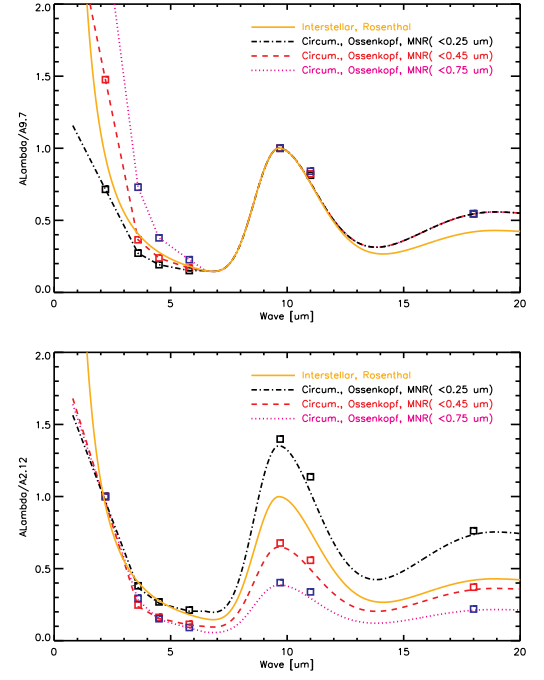 2.0
Interstellar, Rosenthal
Circum., Ossenkopf, MNR( <0.25 um)
Circum., Ossenkopf, MNR( <0.45 um)
Circum., Ossenkopf, MNR( <0.75 um)
1.5
1.0
0.5
0.0
ALambda/A9.7
0 5 10 15 20
Wave [um]
2.0
Interstellar, Rosenthal
Circum., Ossenkopf, MNR( <0.25 um)
Circum., Ossenkopf, MNR( <0.45 um)
Circum., Ossenkopf, MNR( <0.75 um)
1.5
1.0
0.5
0.0
ALambda/A2.12
0 5 10 15 20
Wave [um]